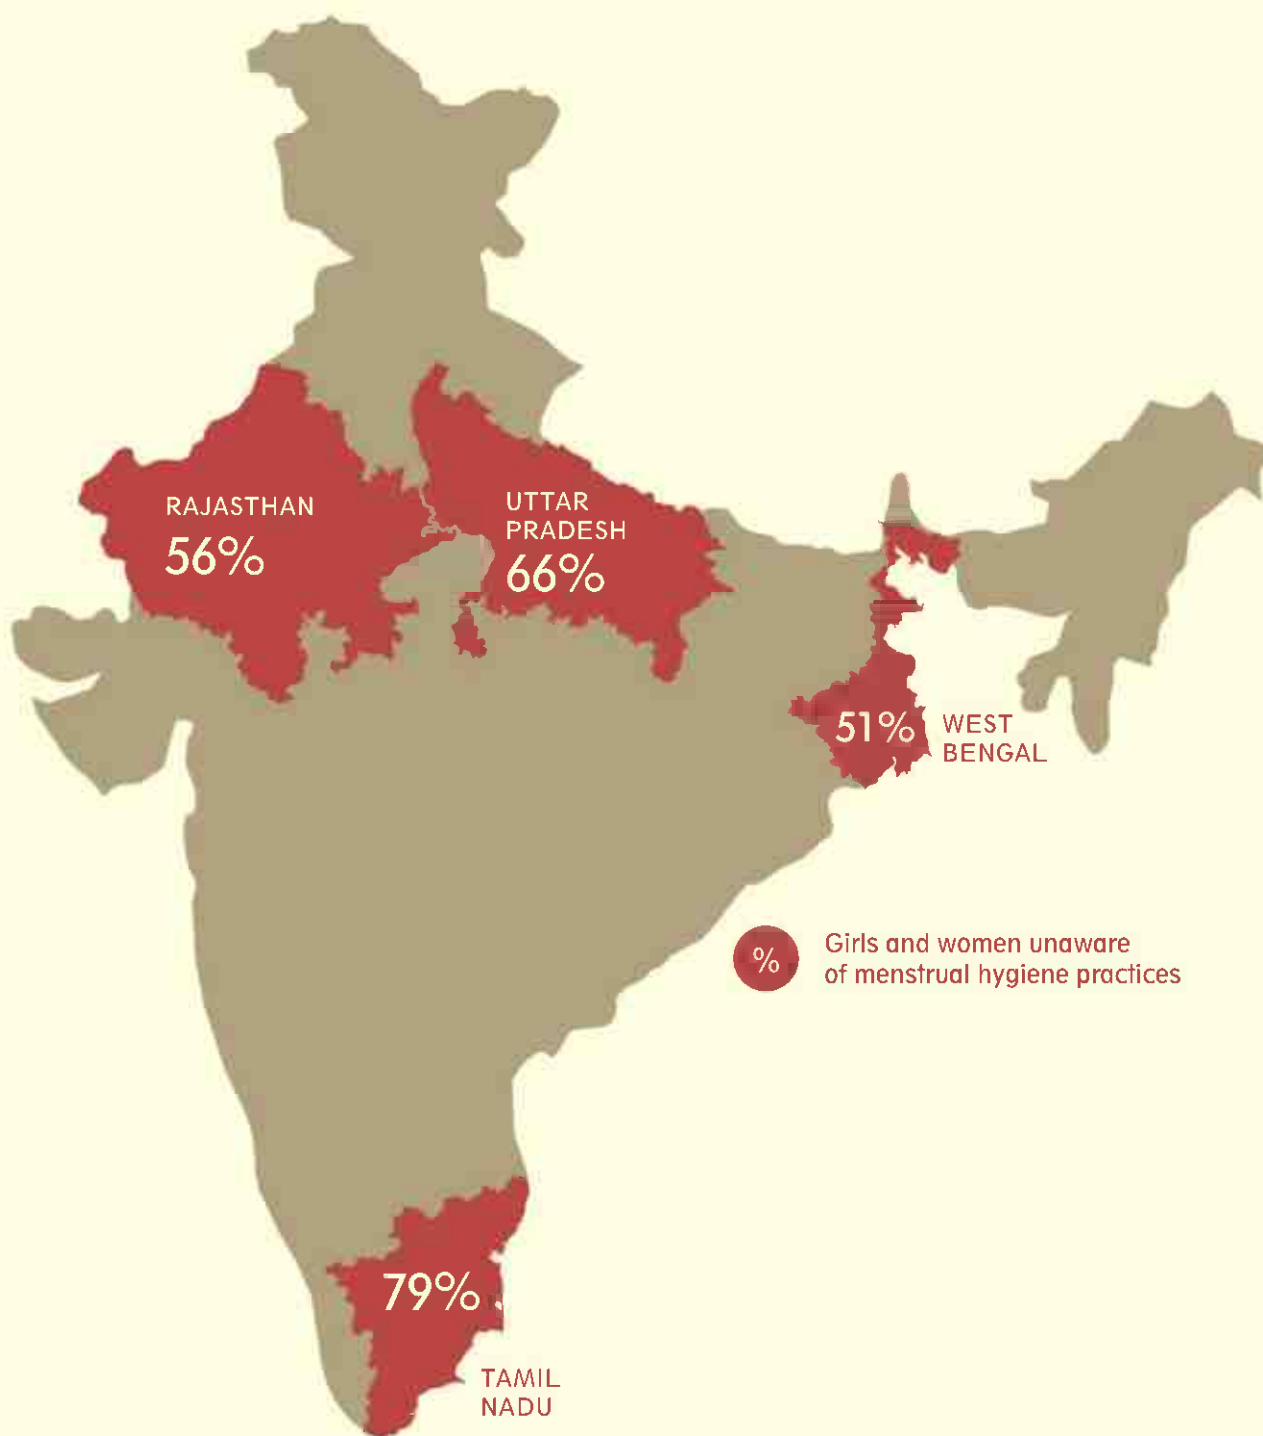 RAJASTHAN
56%
UTTAR
PRADESH
66%
51%
WEST
BENGAL
%
Girls and women unaware
of menstrual hygiene practices
79%
TAMIL
NADU